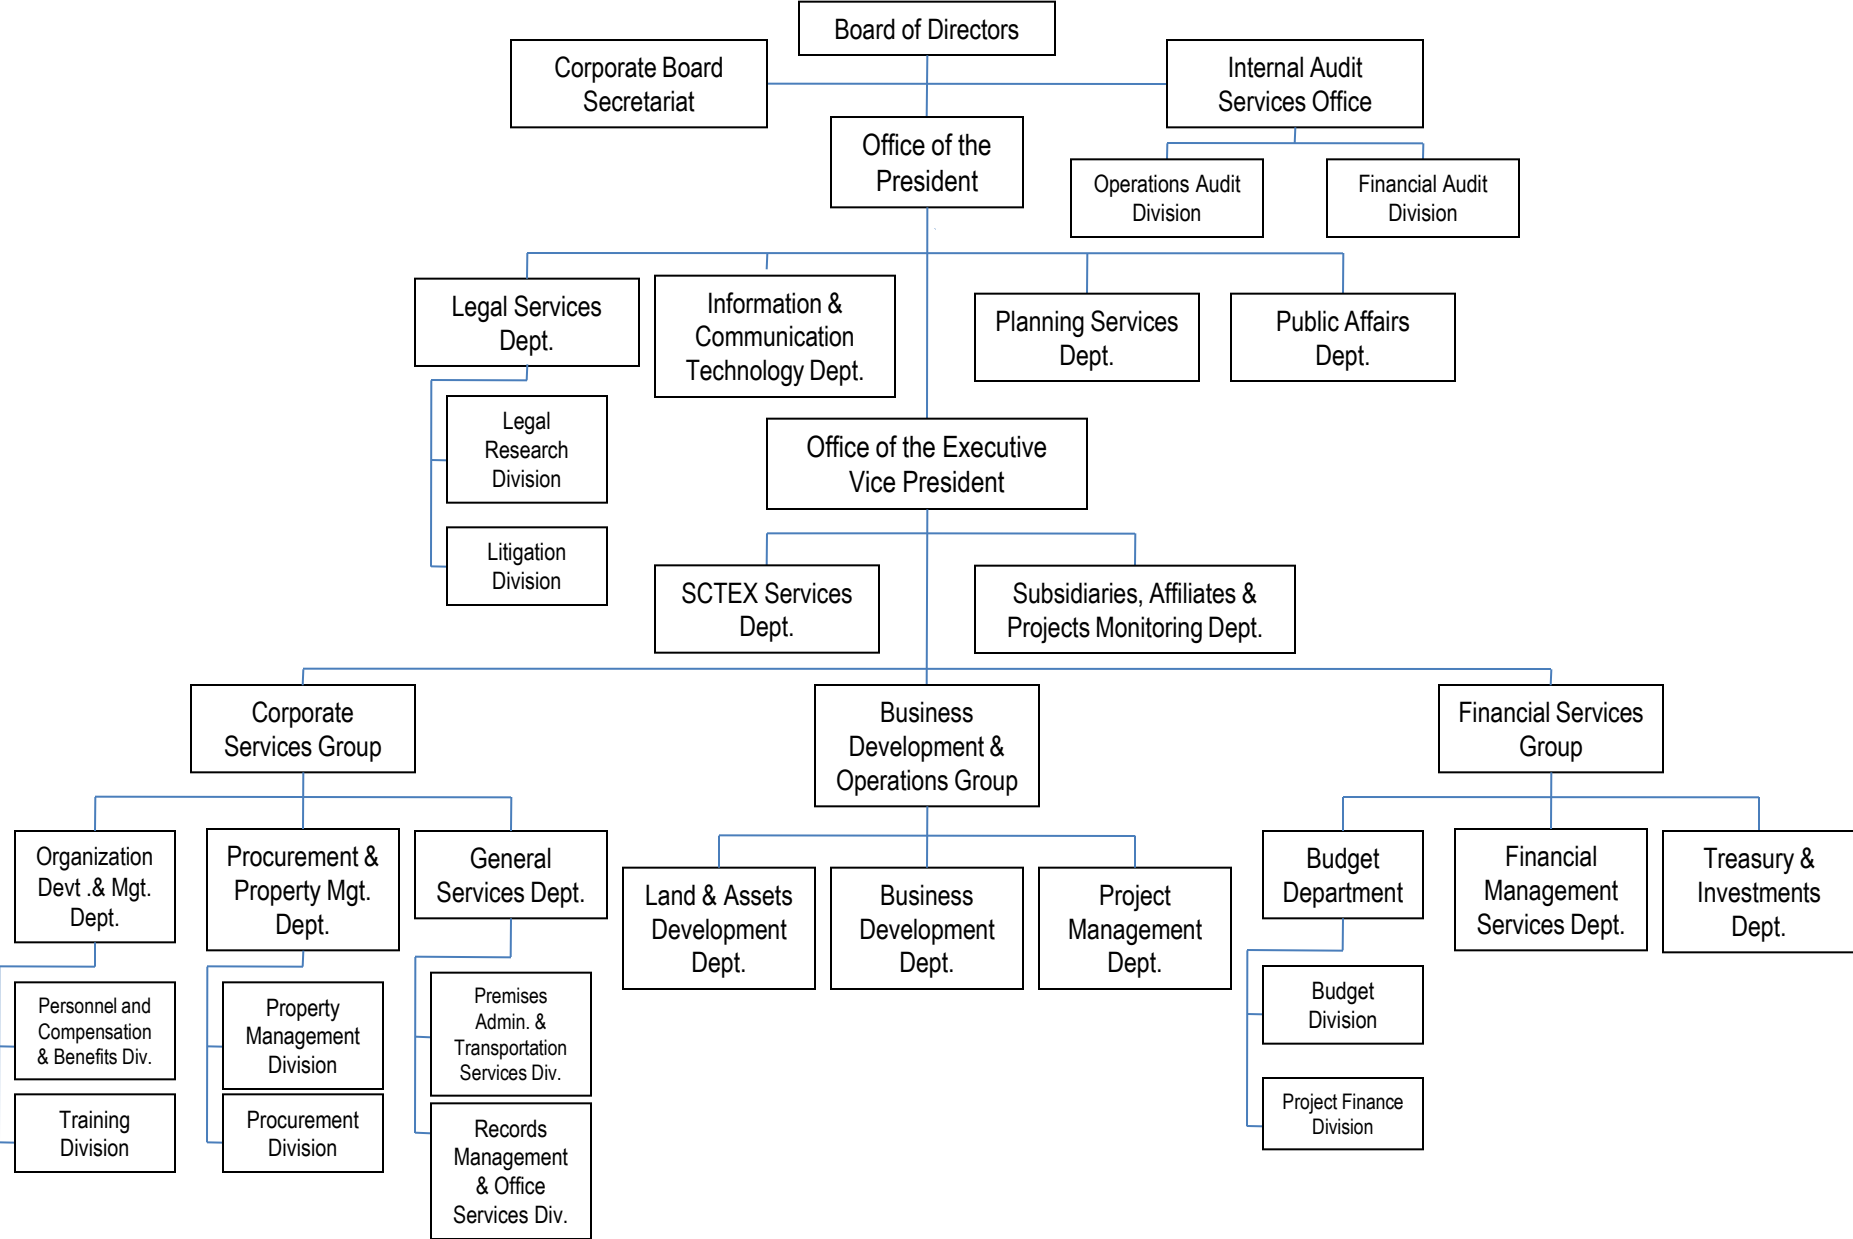 Board of Directors
Corporate Board
Secretariat
Internal Audit
Services Office
Office of the
President
Operations Audit
Division
Financial Audit
Division
Legal Services
Dept.
Information &
Communication
Technology Dept.
Planning Services
Dept.
Public Affairs
Dept.
Legal
Research
Division
Litigation
Division
Office of the Executive
Vice President
SCTEX Services
Dept.
Subsidiaries, Affiliates &
Projects Monitoring Dept.
Corporate
Services Group
Business
Development &
Operations Group
Financial Services
Group
Organization
Devt .& Mgt.
Dept.
Procurement &
Property Mgt.
Dept.
General
Services Dept.
Land & Assets
Development
Dept.
Business
Development
Dept.
Project
Management
Dept.
Budget
Department
Financial
Management
Services Dept.
Treasury &
Investments
Dept.
Personnel and
Compensation
& Benefits Div.
Training
Division
Property
Management
Division
Procurement
Division
Premises
Admin. &
Transportation
Services Div.
Records
Management
& Office
Services Div.
Budget
Division
Project Finance
Division